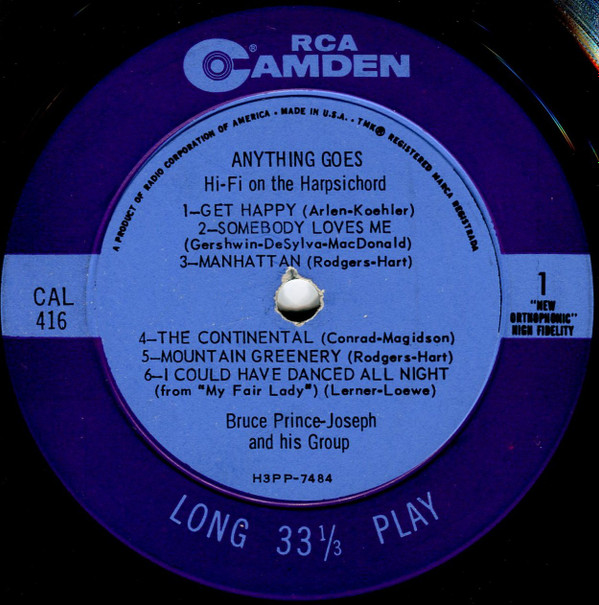 RCA
CAMDEN ®
A PRODUCT OF RADIO CORPORATION OF AMERICA • MADE IN U.S.A. • TMK ® REGISTERED MARCA REGISTRADA
ANYTHING GOES
Hi-Fi on the Harpsichord
1—GET HAPPY (Arlen-Koehler)
2—SOMEBODY LOVES ME
(Gershwin-DeSylva-MacDonald)
3—MANHATTAN (Rodgers-Hart)
CAL
416
1
"NEW
ORTHOPHONIC"
HIGH FIDELITY
4—THE CONTINENTAL (Conrad-Magidson)
5—MOUNTAIN GREENERY (Rodgers-Hart)
6—I COULD HAVE DANCED ALL NIGHT
(from "My Fair Lady") (Lerner-Loewe)
Bruce Prince-Joseph
and his Group
H3PP-7484
LONG 33 1/3 PLAY